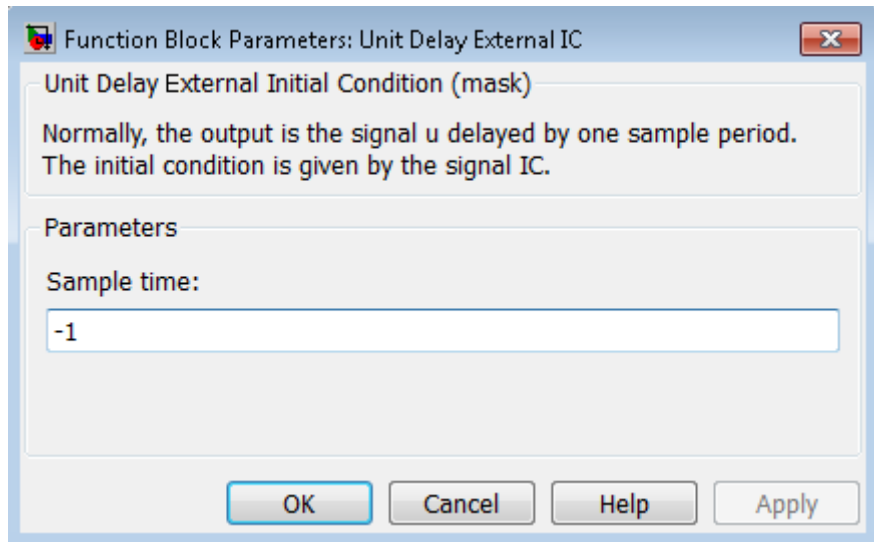 Function Block Parameters: Unit Delay External IC
Unit Delay External Initial Condition (mask)
Normally, the output is the signal u delayed by one sample period.
The initial condition is given by the signal IC.
Parameters
Sample time:
-1
OK Cancel Help Apply